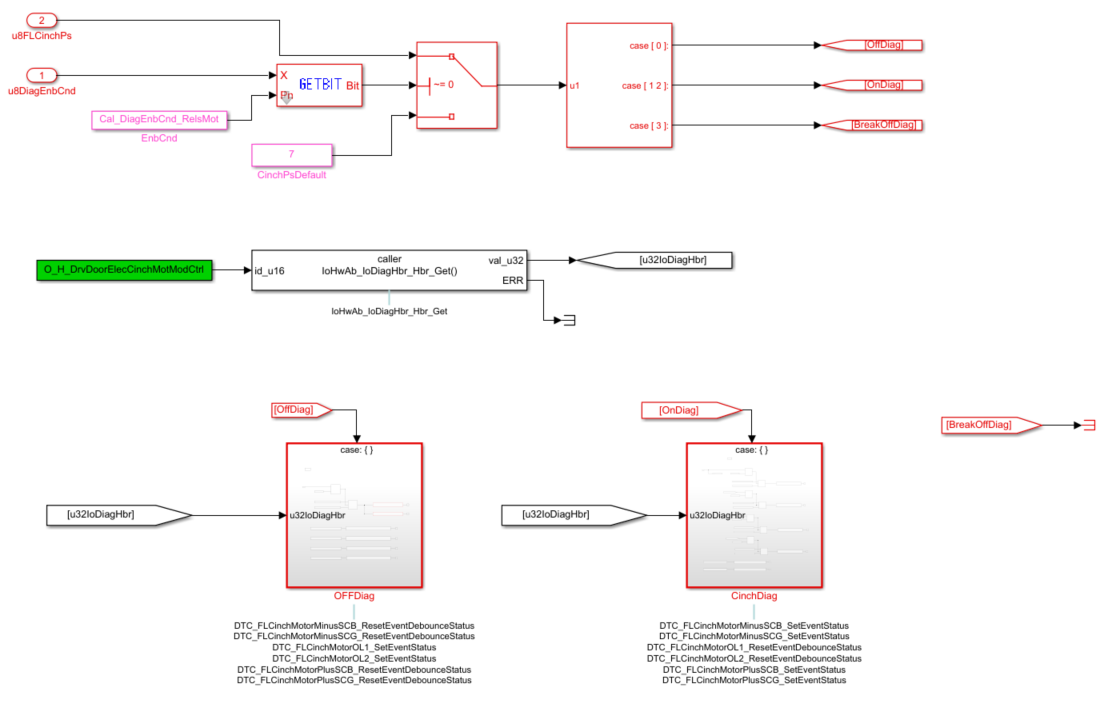 2
u8FLCinchPs
1
u8DiagEnbCnd
X
GETBIT
Bit
Pn
Cal_DiagEnbCnd_RelsMot
EnbCnd
7
CinchPsDefault
~= 0
u1
case [ 0 ]:
case [ 1 2 ]:
case [ 3 ]:
[OffDiag]
[OnDiag]
[BreakOffDiag]
O_H_DrvDoorElecCinchMotModCtrl
id_u16
caller
IoHwAb_IoDiagHbr_Hbr_Get()
val_u32
ERR
IoHwAb_IoDiagHbr_Hbr_Get
[u32IoDiagHbr]
[OffDiag]
case: { }
[u32IoDiagHbr]
u32IoDiagHbr
OFFDiag
DTC_FLCinchMotorMinusSCB_ResetEventDebounceStatus
DTC_FLCinchMotorMinusSCG_ResetEventDebounceStatus
DTC_FLCinchMotorOL1_SetEventStatus
DTC_FLCinchMotorOL2_SetEventStatus
DTC_FLCinchMotorPlusSCB_ResetEventDebounceStatus
DTC_FLCinchMotorPlusSCG_ResetEventDebounceStatus
[OnDiag]
case: { }
[u32IoDiagHbr]
u32IoDiagHbr
CinchDiag
DTC_FLCinchMotorMinusSCB_SetEventStatus
DTC_FLCinchMotorMinusSCG_SetEventStatus
DTC_FLCinchMotorOL1_ResetEventDebounceStatus
DTC_FLCinchMotorOL2_ResetEventDebounceStatus
DTC_FLCinchMotorPlusSCB_SetEventStatus
DTC_FLCinchMotorPlusSCG_SetEventStatus
[BreakOffDiag]